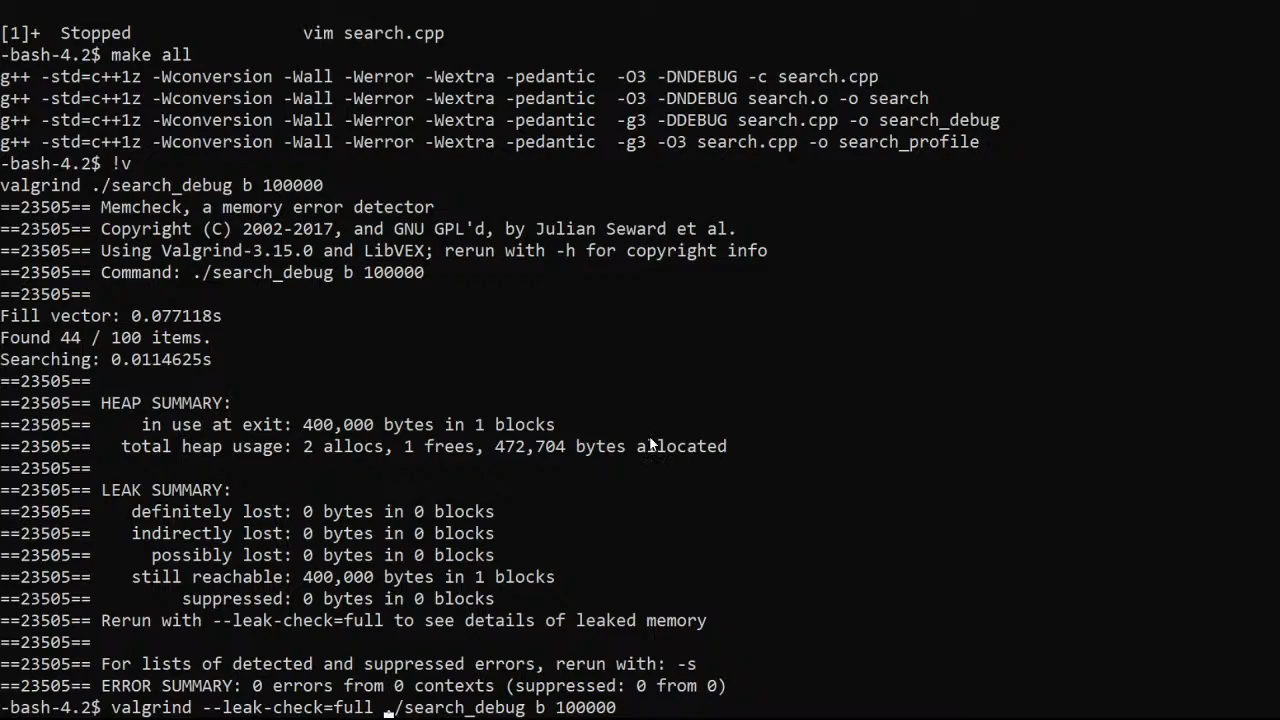 [1]+  Stopped                 vim search.cpp
-bash-4.2$ make all
g++ -std=c++1z -Wconversion -Wall -Werror -Wextra -pedantic  -O3 -DNDEBUG -c search.cpp
g++ -std=c++1z -Wconversion -Wall -Werror -Wextra -pedantic  -O3 -DNDEBUG search.o -o search
g++ -std=c++1z -Wconversion -Wall -Werror -Wextra -pedantic  -g3 -DDEBUG search.cpp -o search_debug
g++ -std=c++1z -Wconversion -Wall -Werror -Wextra -pedantic  -g3 -O3 search.cpp -o search_profile
-bash-4.2$ !v
valgrind ./search_debug b 100000
==23505== Memcheck, a memory error detector
==23505== Copyright (C) 2002-2017, and GNU GPL'd, by Julian Seward et al.
==23505== Using Valgrind-3.15.0 and LibVEX; rerun with -h for copyright info
==23505== Command: ./search_debug b 100000
==23505==
Fill vector: 0.077118s
Found 44 / 100 items.
Searching: 0.0114625s
==23505==
==23505== HEAP SUMMARY:
==23505==     in use at exit: 400,000 bytes in 1 blocks
==23505==   total heap usage: 2 allocs, 1 frees, 472,704 bytes allocated
==23505==
==23505== LEAK SUMMARY:
==23505==    definitely lost: 0 bytes in 0 blocks
==23505==    indirectly lost: 0 bytes in 0 blocks
==23505==      possibly lost: 0 bytes in 0 blocks
==23505==    still reachable: 400,000 bytes in 1 blocks
==23505==         suppressed: 0 bytes in 0 blocks
==23505== Rerun with --leak-check=full to see details of leaked memory
==23505==
==23505== For lists of detected and suppressed errors, rerun with: -s
==23505== ERROR SUMMARY: 0 errors from 0 contexts (suppressed: 0 from 0)
-bash-4.2$ valgrind --leak-check=full ./search_debug b 100000